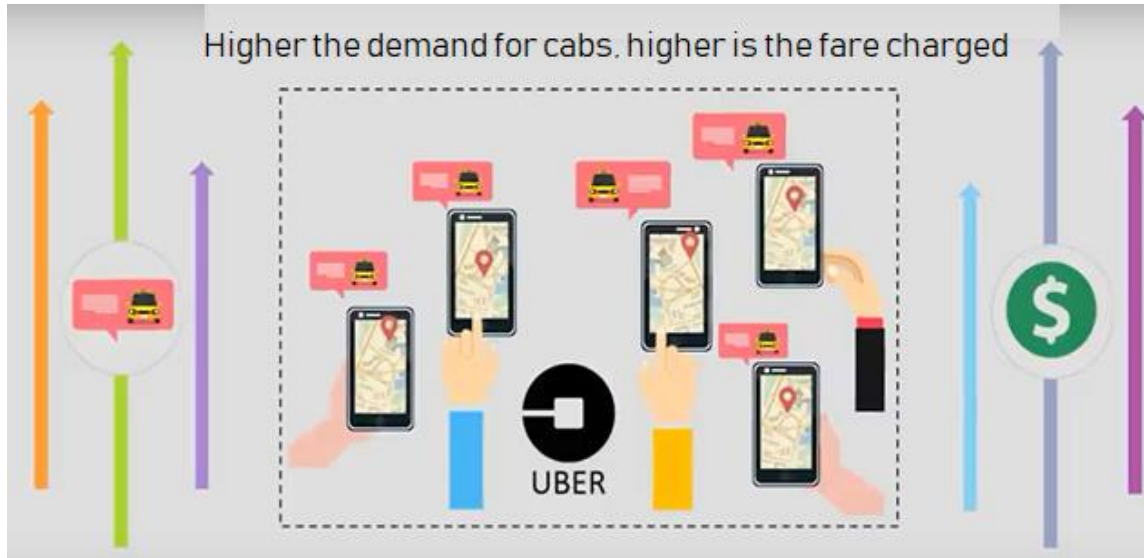 Higher the demand for cabs, higher is the fare charged
$
UBER